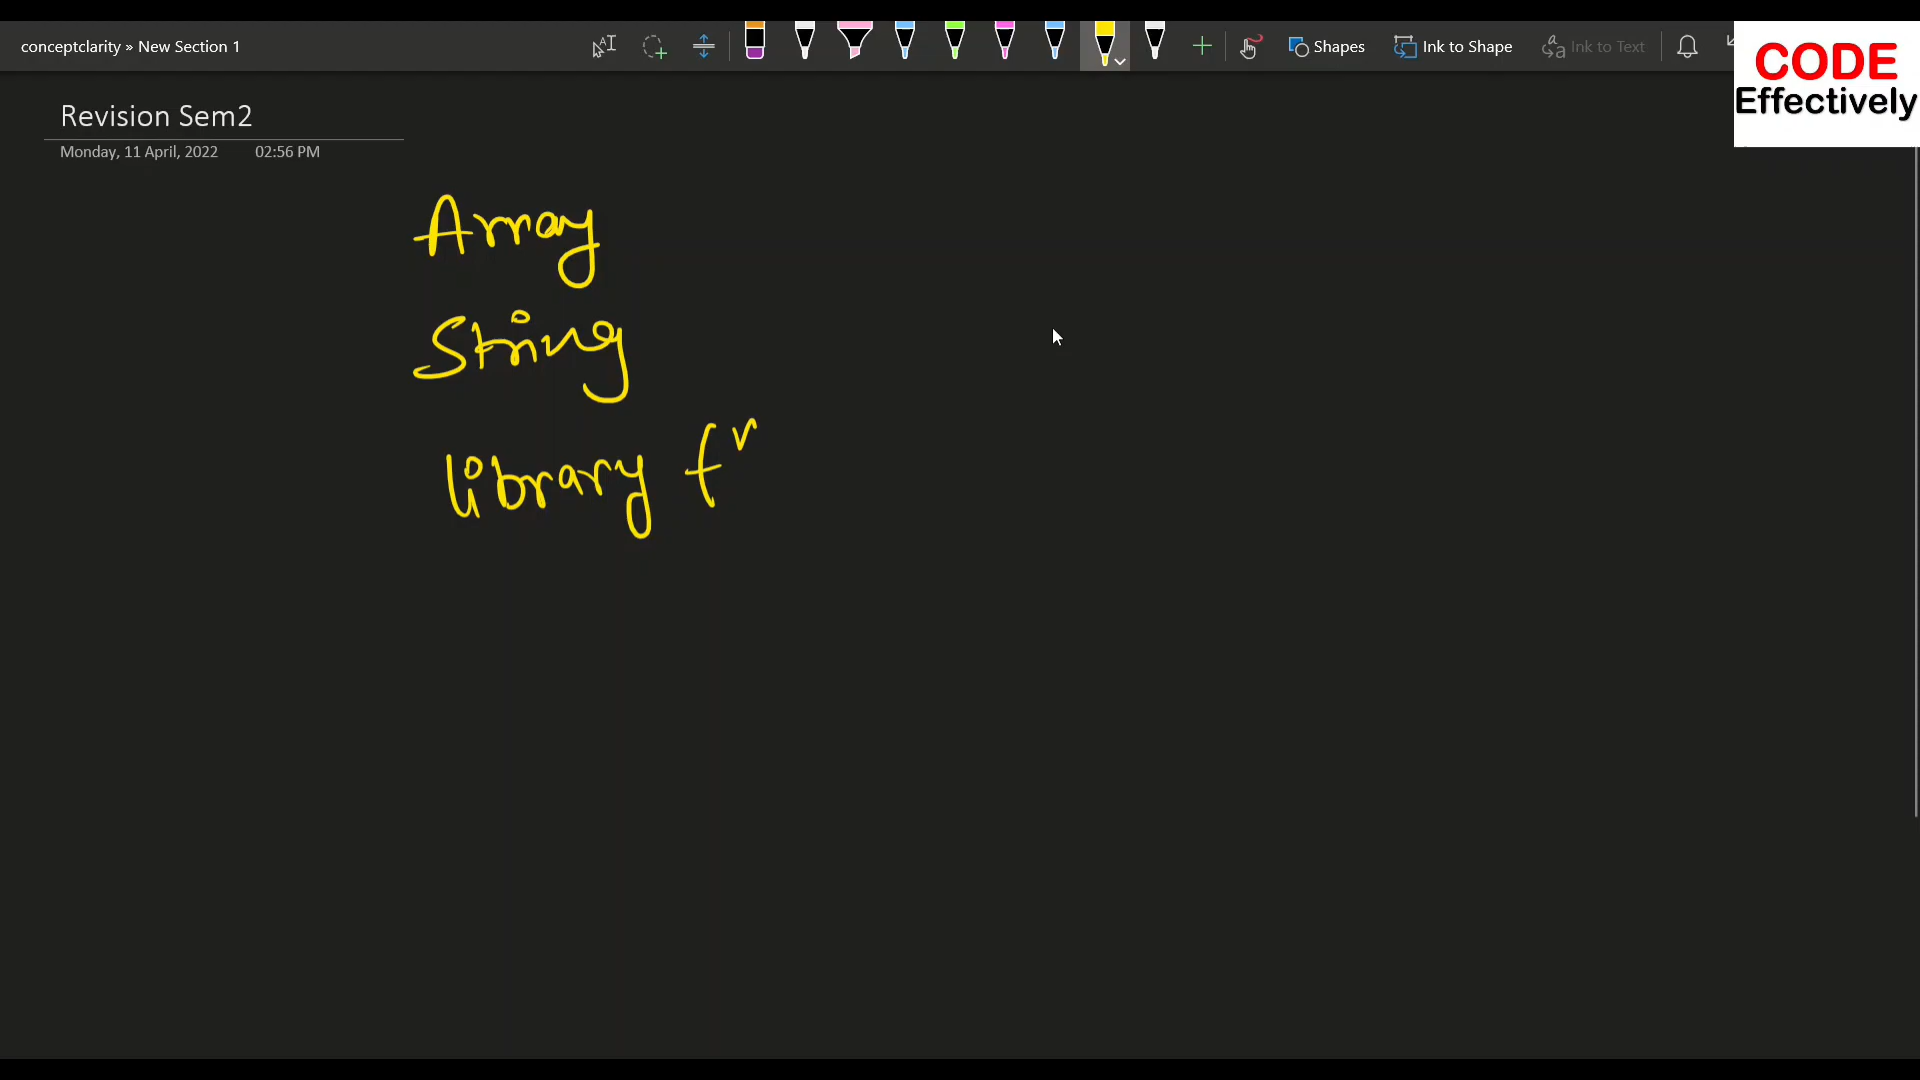 conceptclarity » New Section 1
Shapes
Ink to Shape
Ink to Text
CODE
Effectively
Revision Sem2
Monday, 11 April, 2022 02:56 PM
Array
String
library fⁿ